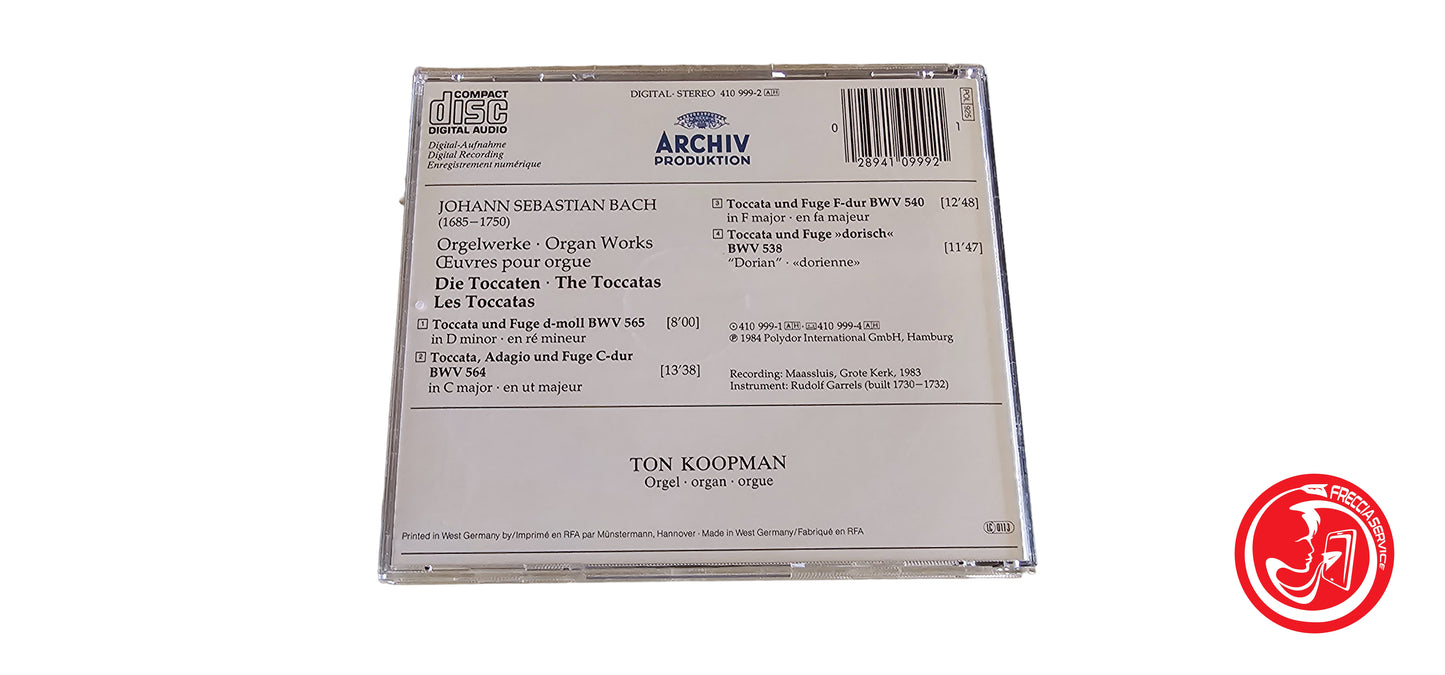 COMPACT
disc
DIGITAL AUDIO
Digital-Aufnahme
Digital Recording
Enregistrement numérique
DIGITAL· STEREO 410 999-2 AH
ARCHIV
PRODUKTION
0 28941 09992 1
POL 925
JOHANN SEBASTIAN BACH
(1685–1750)
Orgelwerke · Organ Works
Œuvres pour orgue
Die Toccaten · The Toccatas
Les Toccatas
1 Toccata und Fuge d-moll BWV 565 [8'00]
in D minor · en ré mineur
2 Toccata, Adagio und Fuge C-dur
BWV 564 [13'38]
in C major · en ut majeur
3 Toccata und Fuge F-dur BWV 540 [12'48]
in F major · en fa majeur
4 Toccata und Fuge »dorisch«
BWV 538 [11'47]
"Dorian" · «dorienne»
410 999-1 AH · 410 999-4 AH
℗ 1984 Polydor International GmbH, Hamburg
Recording: Maassluis, Grote Kerk, 1983
Instrument: Rudolf Garrels (built 1730–1732)
TON KOOPMAN
Orgel · organ · orgue
Printed in West Germany by/Imprimé en RFA par Münstermann, Hannover · Made in West Germany/Fabriqué en RFA
LC 0113
FRECCIA SERVICE